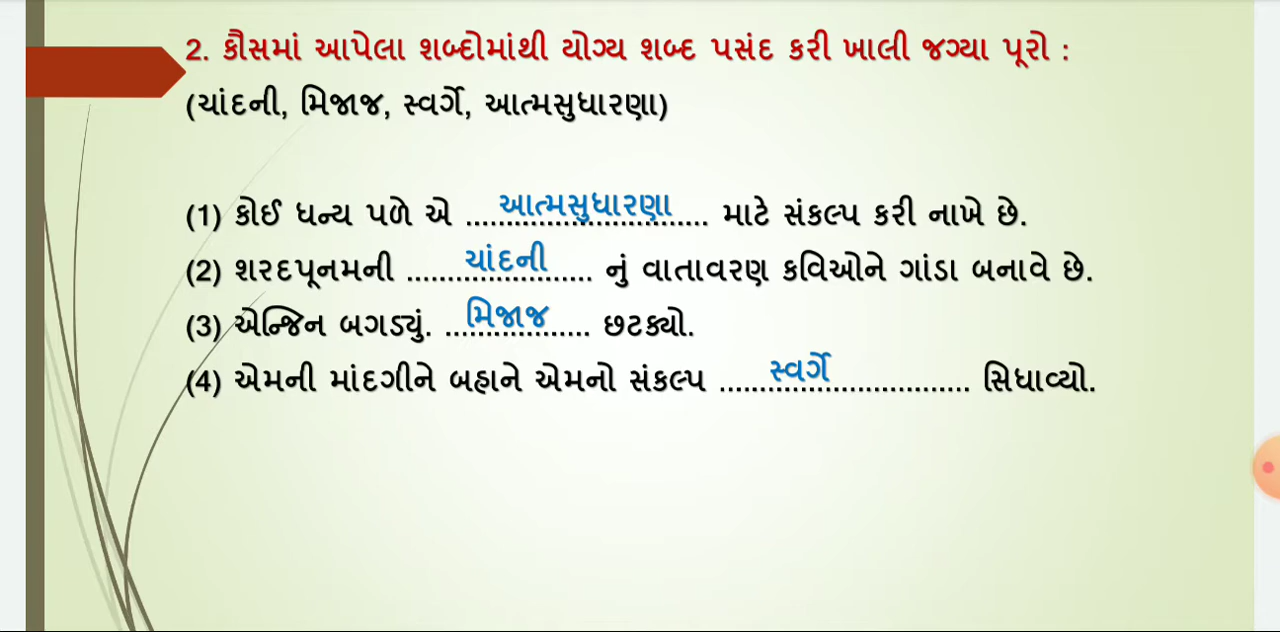 2. કૌસમાં આપેલા શબ્દોમાંથી યોગ્ય શબ્દ પસંદ કરી ખાલી જગ્યા પૂરો :
(ચાંદની, મિજાજ, સ્વર્ગે, આત્મસુધારણા)
(1) કોઈ ધન્ય પળે એ ....આત્મસુધારણા.... માટે સંકલ્પ કરી નાખે છે.
(2) શરદપૂનમની ....ચાંદની.... નું વાતાવરણ કવિઓને ગાંડા બનાવે છે.
(3) એન્જિન બગડ્યું. ....મિજાજ.... છટક્યો.
(4) એમની માંદગીને બહાને એમનો સંકલ્પ ....સ્વર્ગે.... સિધાવ્યો.